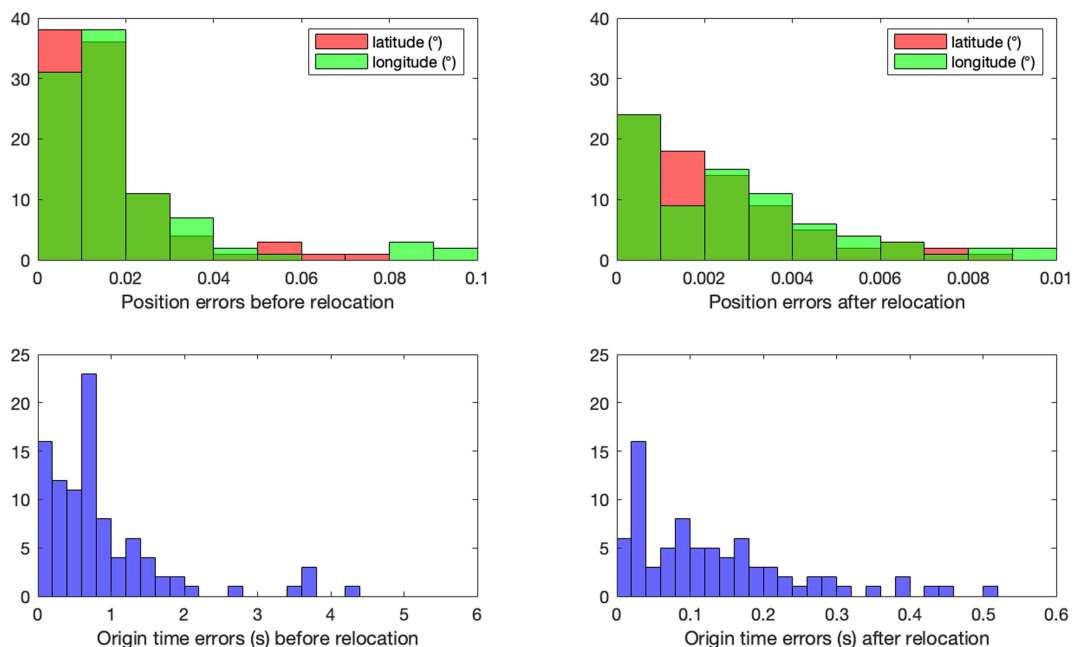 40
30
20
10
0
latitude (°)
longitude (°)
0 0.02 0.04 0.06 0.08 0.1
Position errors before relocation
40
30
20
10
0
latitude (°)
longitude (°)
0 0.002 0.004 0.006 0.008 0.01
Position errors after relocation
25
20
15
10
5
0
0 1 2 3 4 5 6
Origin time errors (s) before relocation
25
20
15
10
5
0
0 0.1 0.2 0.3 0.4 0.5 0.6
Origin time errors (s) after relocation